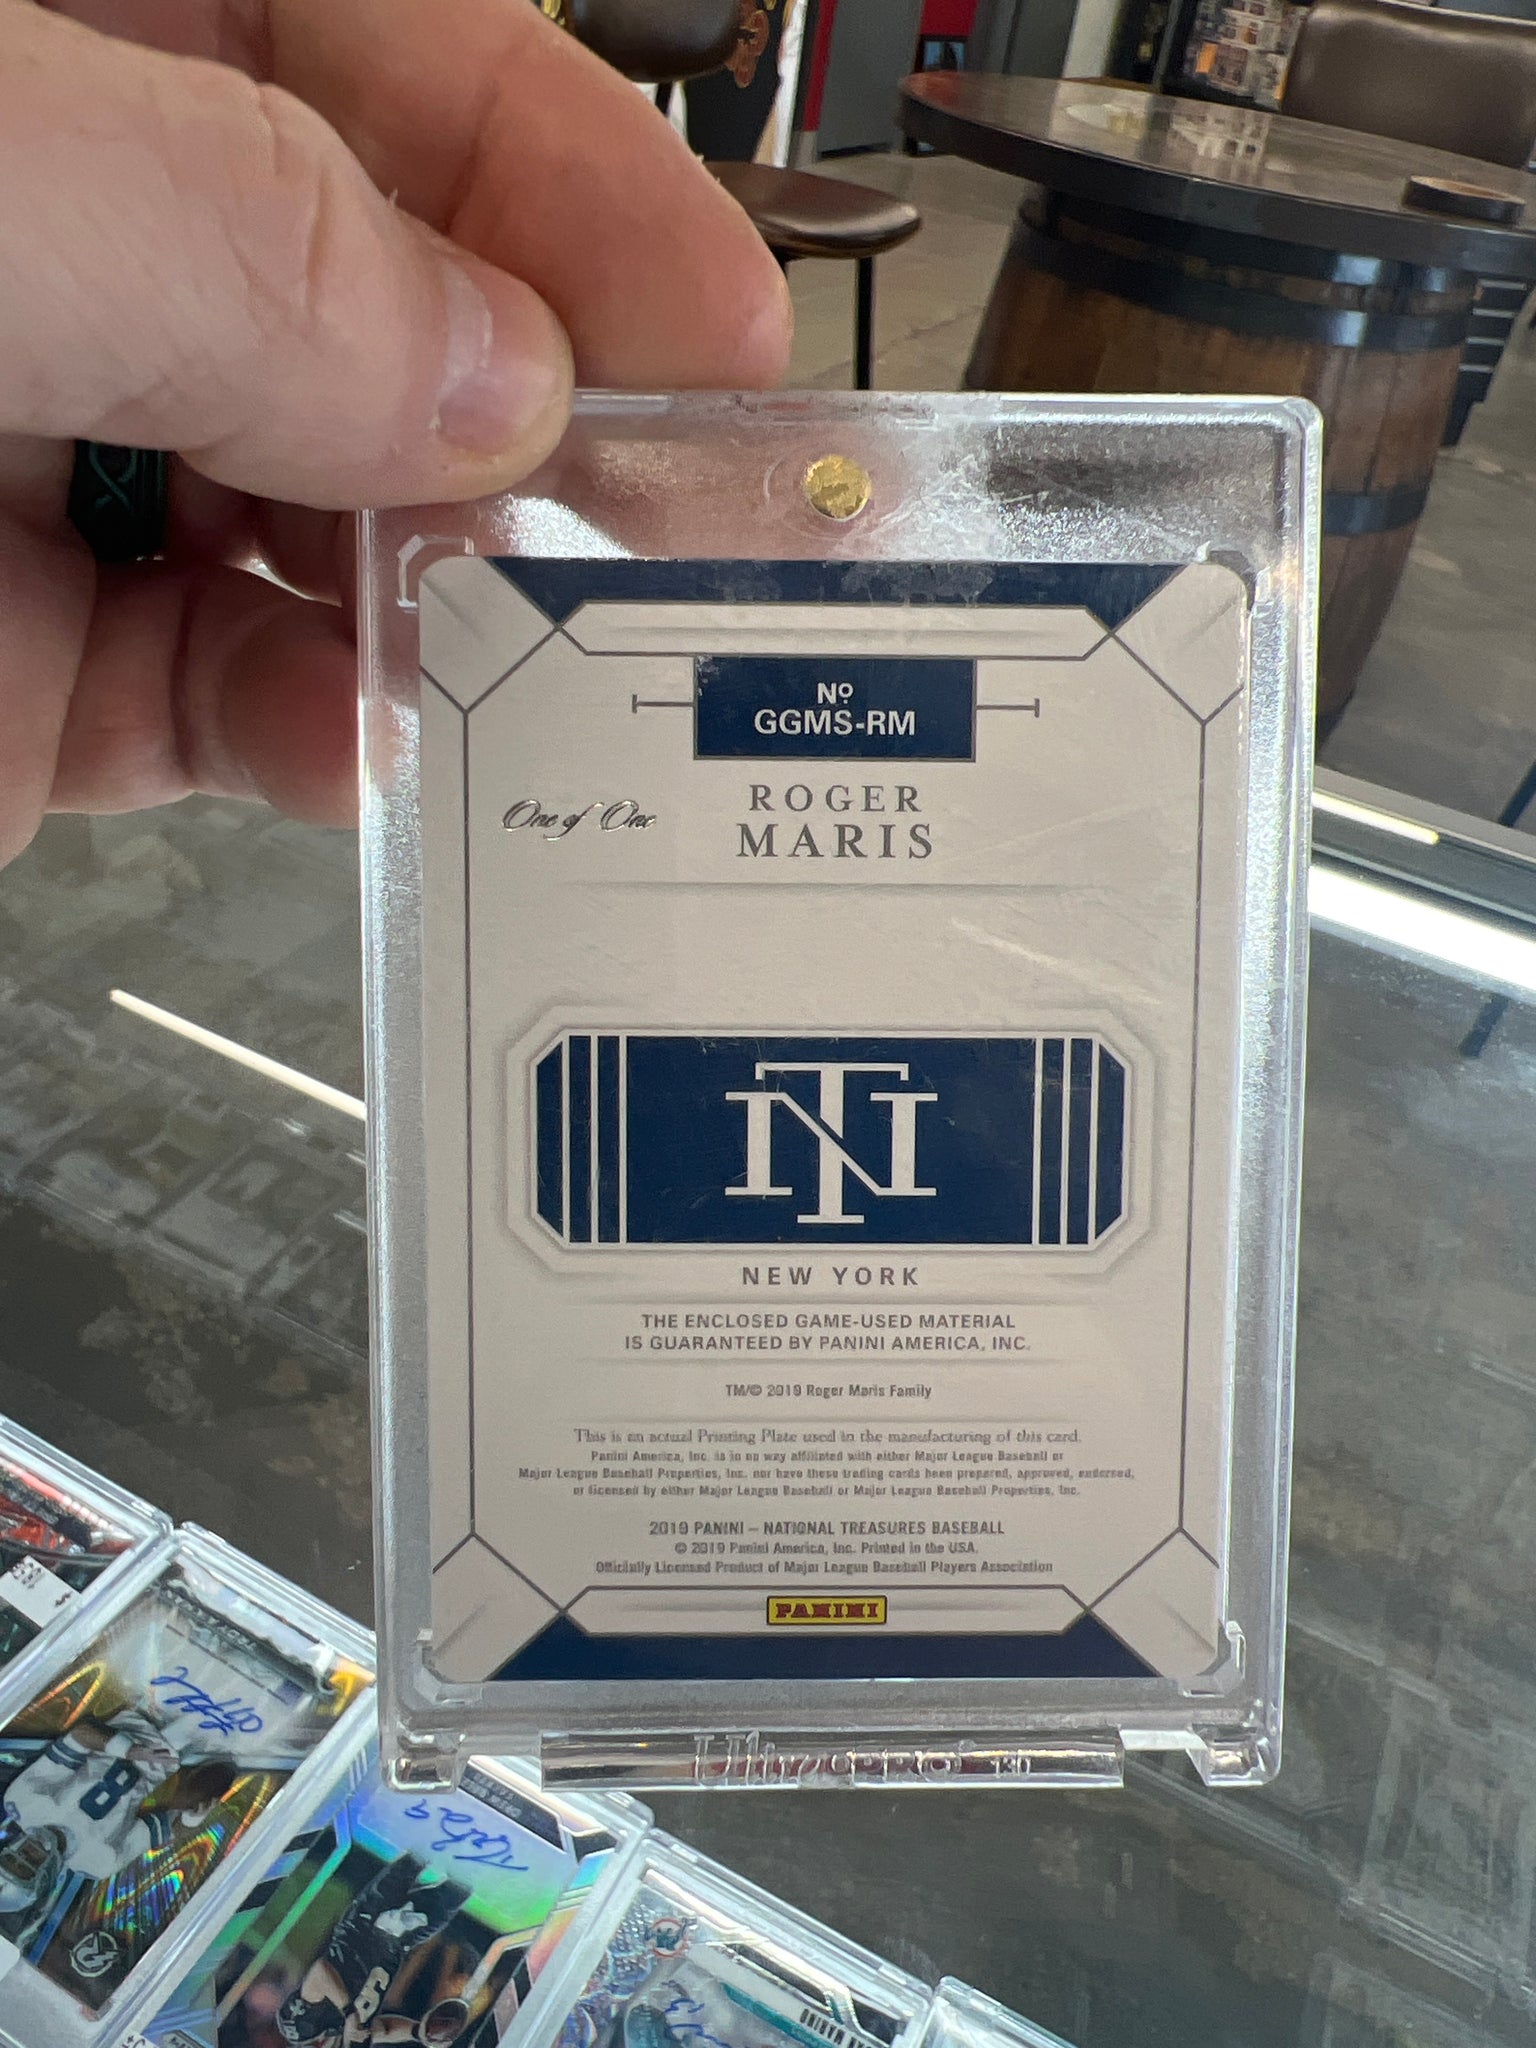 Nº.
GGMS-RM
One of One
ROGER
MARIS
NT
NEW YORK
THE ENCLOSED GAME-USED MATERIAL
IS GUARANTEED BY PANINI AMERICA, INC.
TM/© 2019 Roger Maris Family
This is an actual Printing Plate used in the manufacturing of this card.
Panini America, Inc. is in no way affiliated with either Major League Baseball or
Major League Baseball Properties, Inc. nor have these trading cards been prepared, approved, endorsed,
or licensed by either Major League Baseball or Major League Baseball Properties, Inc.
2019 PANINI – NATIONAL TREASURES BASEBALL
© 2019 Panini America, Inc. Printed in the USA.
Officially Licensed Product of Major League Baseball Players Association
PANINI
Ultra PRO
8